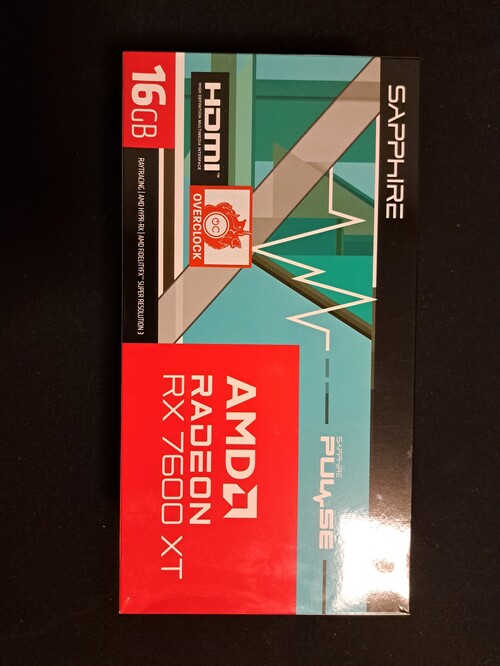 SAPPHIRE
SAPPHIRE
PULSE
HDMI™
HIGH-DEFINITION MULTIMEDIA INTERFACE
OC
OVERCLOCK
AMD
RADEON
RX 7600 XT
16GB
RAYTRACING | AMD HYPR-RX | AMD FIDELITYFX™ SUPER RESOLUTION 3